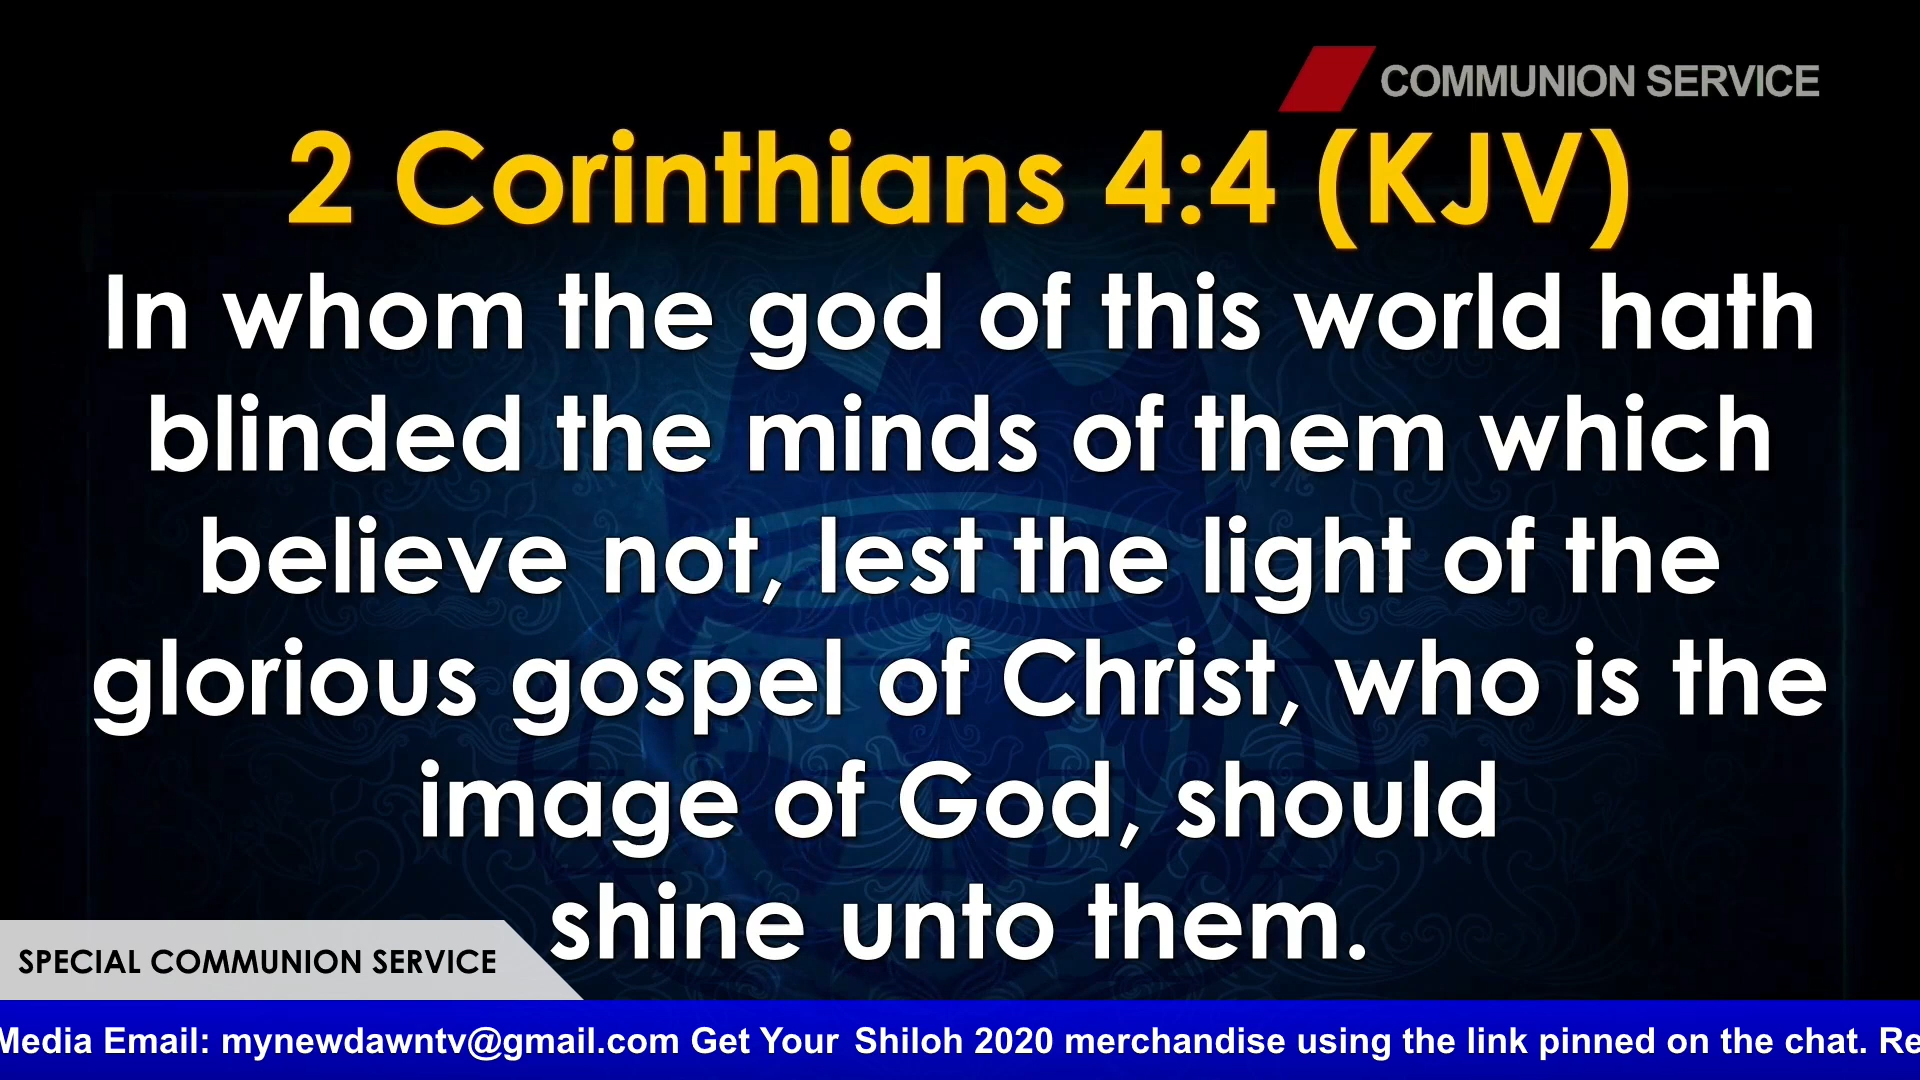 COMMUNION SERVICE
2 Corinthians 4:4 (KJV)
In whom the god of this world hath
blinded the minds of them which
believe not, lest the light of the
glorious gospel of Christ, who is the
image of God, should
shine unto them.
SPECIAL COMMUNION SERVICE
Media Email: mynewdawntv@gmail.com Get Your Shiloh 2020 merchandise using the link pinned on the chat. Re